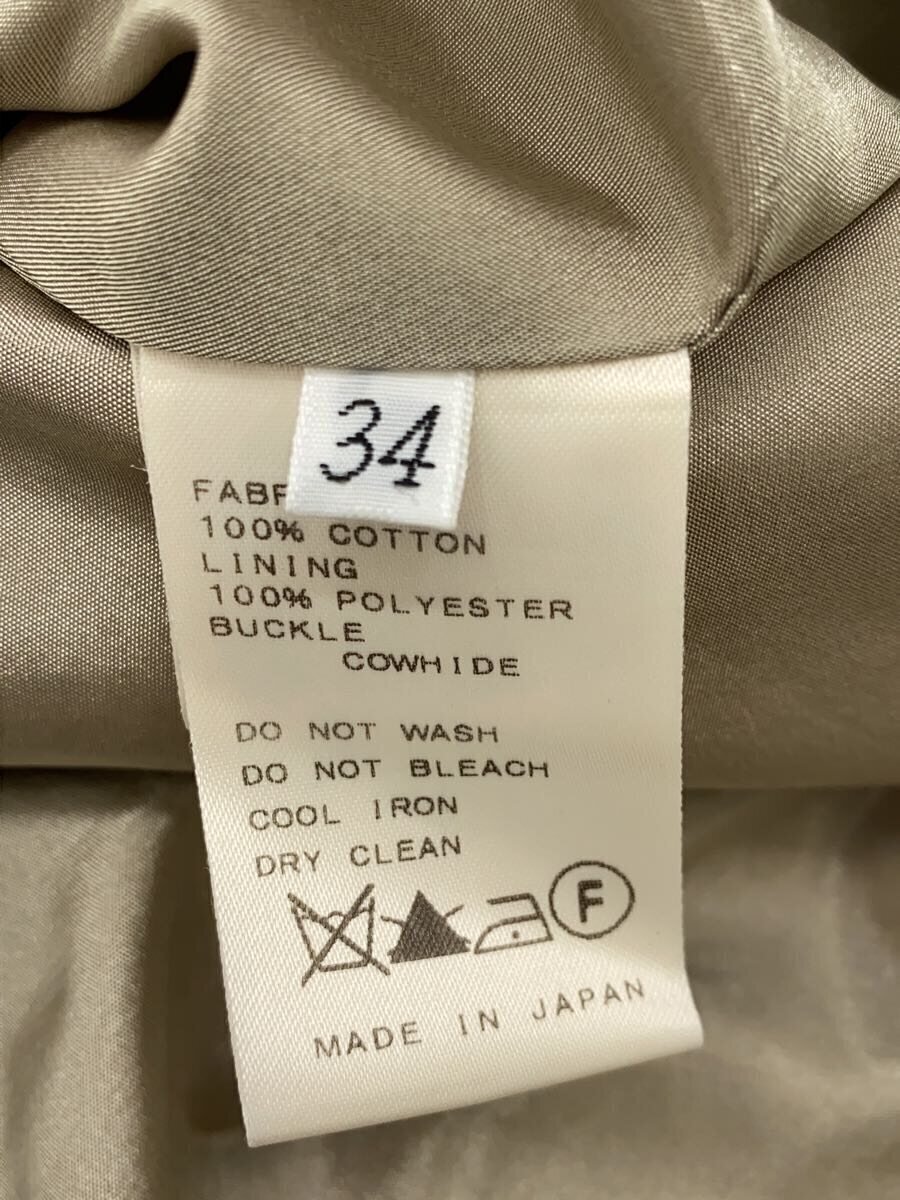 34
FABR
100% COTTON
LINING
100% POLYESTER
BUCKLE
COWHIDE
DO NOT WASH
DO NOT BLEACH
COOL IRON
DRY CLEAN
F
MADE IN JAPAN